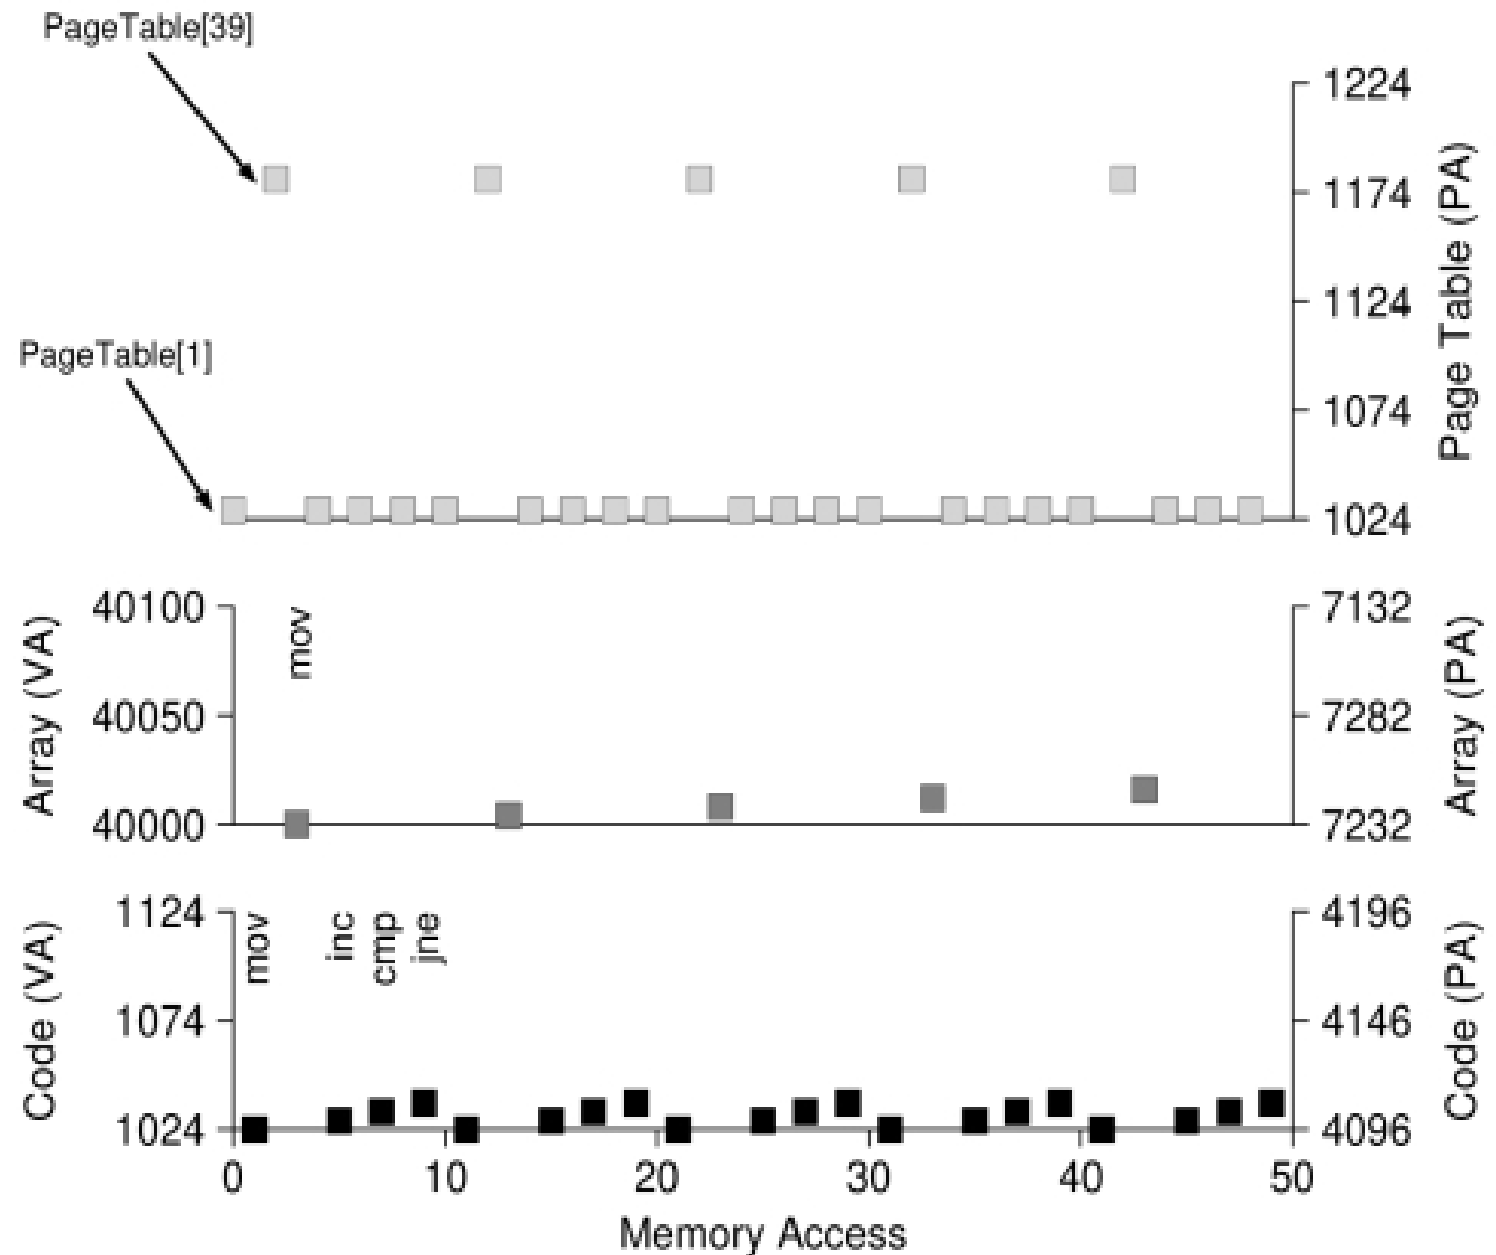 PageTable[39]
1224
1174
1124
1074
1024
Page Table (PA)
PageTable[1]
40100
40050
40000
Array (VA)
mov
7132
7282
7232
Array (PA)
1124
1074
1024
Code (VA)
mov
inc
cmp
jne
4196
4146
4096
Code (PA)
0 10 20 30 40 50
Memory Access